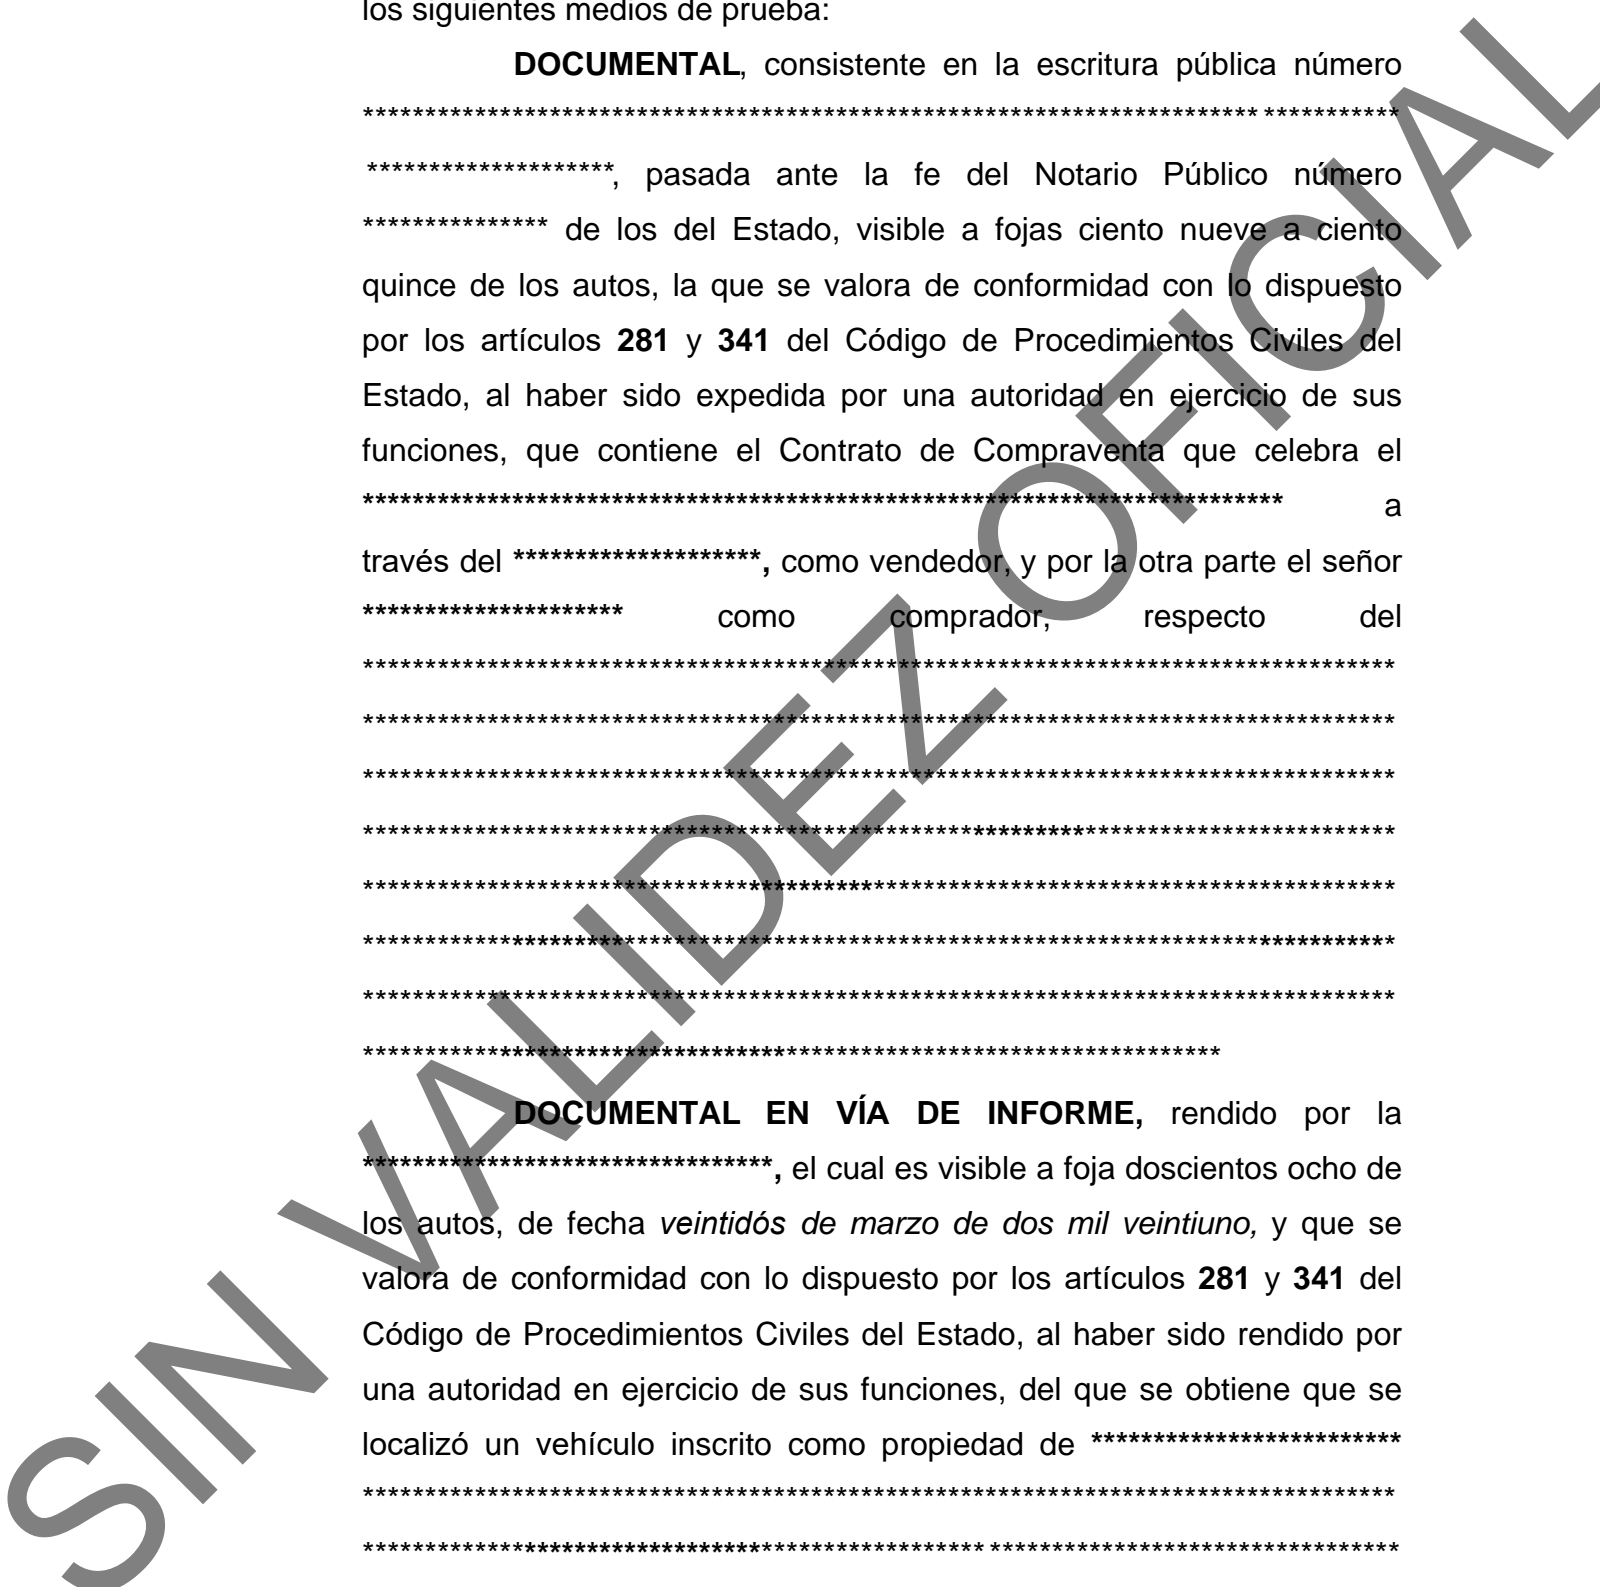 los siguientes medios de prueba:
DOCUMENTAL, consistente en la escritura pública número
************************************************************************ ***********
********************, pasada ante la fe del Notario Público número
*************** de los del Estado, visible a fojas ciento nueve a ciento
quince de los autos, la que se valora de conformidad con lo dispuesto
por los artículos 281 y 341 del Código de Procedimientos Civiles del
Estado, al haber sido expedida por una autoridad en ejercicio de sus
funciones, que contiene el Contrato de Compraventa que celebra el
************************************************************************** a
través del ********************, como vendedor, y por la otra parte el señor
********************* como comprador, respecto del
***********************************************************************************
***********************************************************************************
***********************************************************************************
***********************************************************************************
***********************************************************************************
***********************************************************************************
***********************************************************************************
*********************************************************************
DOCUMENTAL EN VÍA DE INFORME, rendido por la
*********************************, el cual es visible a foja doscientos ocho de
los autos, de fecha veintidós de marzo de dos mil veintiuno, y que se
valora de conformidad con lo dispuesto por los artículos 281 y 341 del
Código de Procedimientos Civiles del Estado, al haber sido rendido por
una autoridad en ejercicio de sus funciones, del que se obtiene que se
localizó un vehículo inscrito como propiedad de *************************
***********************************************************************************
************************************************** *********************************
SIN VALIDEZ OFICIAL